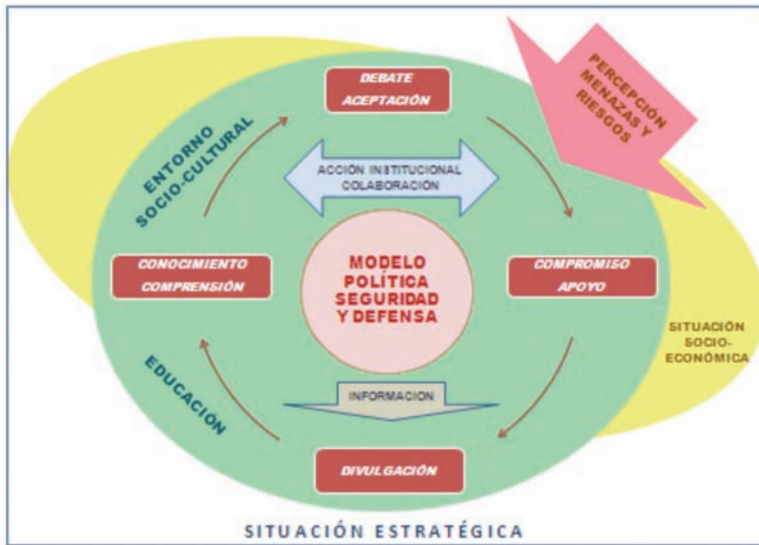 DEBATE
ACEPTACIÓN
PERCEPCIÓN
MENAZAS Y
RIESGOS
ENTORNO
SOCIO-CULTURAL
ACCIÓN INSTITUCIONAL
COLABORACIÓN
CONOCIMIENTO
COMPRENSIÓN
MODELO
POLÍTICA
SEGURIDAD
Y DEFENSA
COMPROMISO
APOYO
SITUACIÓN
SOCIO-
ECONÓMICA
EDUCACIÓN
INFORMACION
DIVULGACIÓN
SITUACIÓN ESTRATÉGICA